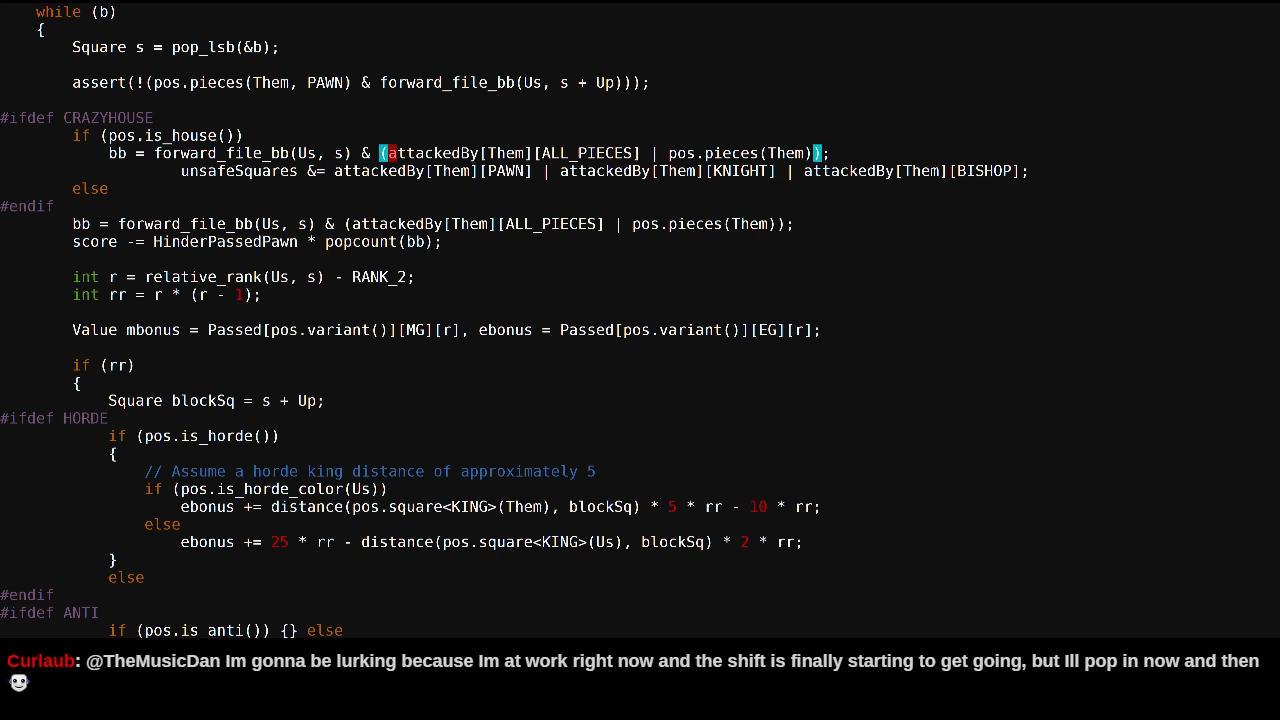 while (b)
{
Square s = pop_lsb(&b);
assert(!(pos.pieces(Them, PAWN) & forward_file_bb(Us, s + Up)));
#ifdef CRAZYHOUSE
if (pos.is_house())
bb = forward_file_bb(Us, s) & (attackedBy[Them][ALL_PIECES] | pos.pieces(Them));
unsafeSquares &= attackedBy[Them][PAWN] | attackedBy[Them][KNIGHT] | attackedBy[Them][BISHOP];
else
#endif
bb = forward_file_bb(Us, s) & (attackedBy[Them][ALL_PIECES] | pos.pieces(Them));
score -= HinderPassedPawn * popcount(bb);
int r = relative_rank(Us, s) - RANK_2;
int rr = r * (r - 1);
Value mbonus = Passed[pos.variant()][MG][r], ebonus = Passed[pos.variant()][EG][r];
if (rr)
{
Square blockSq = s + Up;
#ifdef HORDE
if (pos.is_horde())
{
// Assume a horde king distance of approximately 5
if (pos.is_horde_color(Us))
ebonus += distance(pos.square<KING>(Them), blockSq) * 5 * rr - 10 * rr;
else
ebonus += 25 * rr - distance(pos.square<KING>(Us), blockSq) * 2 * rr;
}
else
#endif
#ifdef ANTI
if (pos.is_anti()) {} else
Curlaub: @TheMusicDan Im gonna be lurking because Im at work right now and the shift is finally starting to get going, but Ill pop in now and then